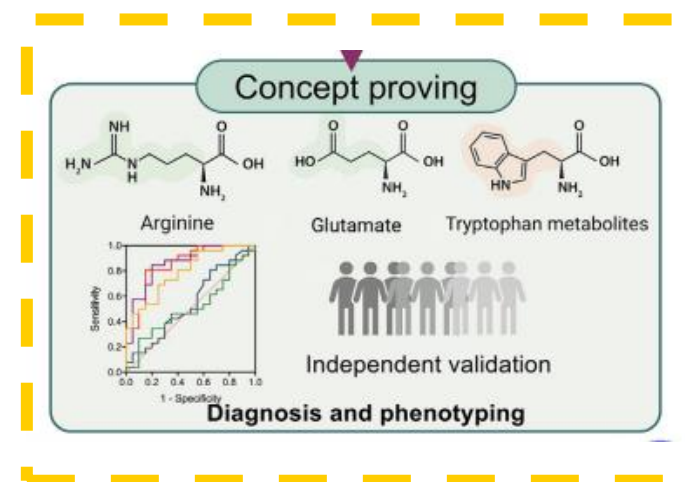 Concept proving
NH
H₂N
N
H
O
OH
NH₂
O
HO
O
OH
NH₂
O
OH
HN
NH₂
Arginine
Glutamate
Tryptophan metabolites
1.0
0.8
0.6
0.4
0.2
0.0
Sensitivity
0.0 0.2 0.4 0.6 0.8 1.0
1 - Specificity
Independent validation
Diagnosis and phenotyping